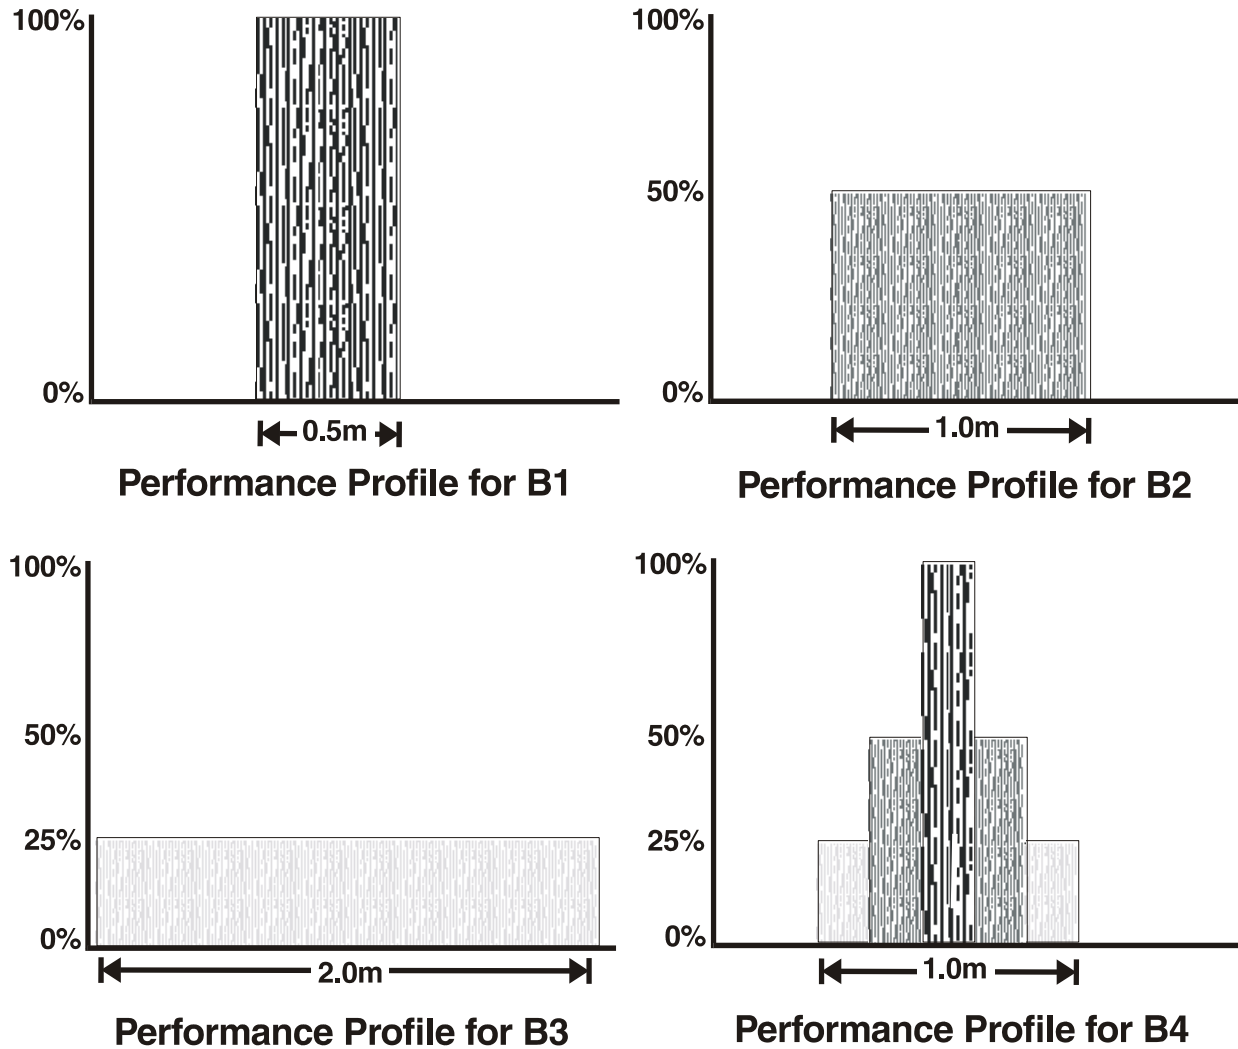 100%
0%
0.5m
Performance Profile for B1
100%
50%
0%
1.0m
Performance Profile for B2
100%
50%
25%
0%
2.0m
Performance Profile for B3
100%
50%
25%
0%
1.0m
Performance Profile for B4